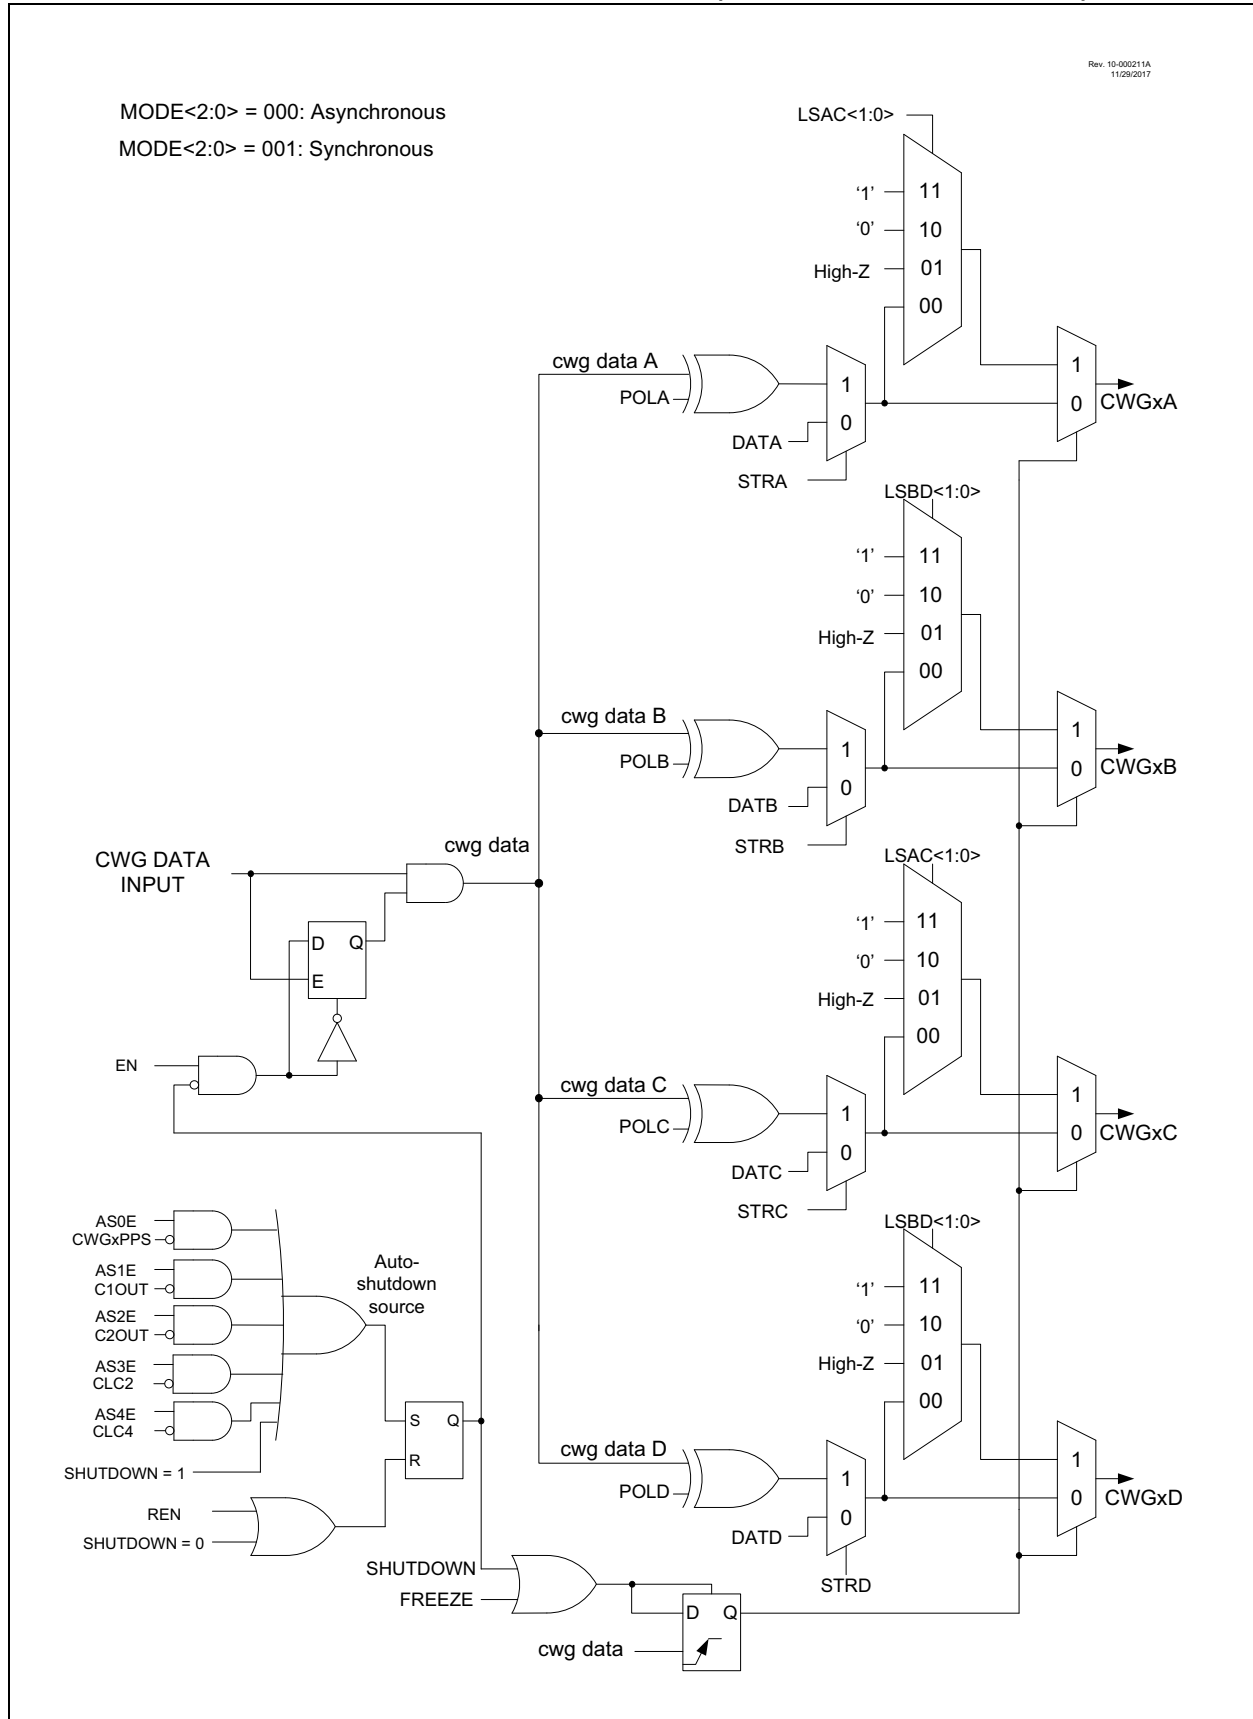 Rev. 10-000211A
11/29/2017
MODE<2:0> = 000: Asynchronous
MODE<2:0> = 001: Synchronous
LSAC<1:0>
‘1’
11
‘0’
10
High-Z
01
00
cwg data A
POLA
1
0
DATA
STRA
1
0
CWGxA
LSBD<1:0>
‘1’
11
‘0’
10
High-Z
01
00
cwg data B
POLB
1
0
DATB
STRB
1
0
CWGxB
cwg data
CWG DATA
INPUT
D
Q
E
EN
LSAC<1:0>
‘1’
11
‘0’
10
High-Z
01
00
cwg data C
POLC
1
0
DATC
STRC
1
0
CWGxC
AS0E
CWGxPPS
AS1E
C1OUT
AS2E
C2OUT
AS3E
CLC2
AS4E
CLC4
SHUTDOWN = 1
Auto-
shutdown
source
S
Q
R
REN
SHUTDOWN = 0
LSBD<1:0>
‘1’
11
‘0’
10
High-Z
01
00
cwg data D
POLD
1
0
DATD
STRD
1
0
CWGxD
SHUTDOWN
FREEZE
D
Q
cwg data